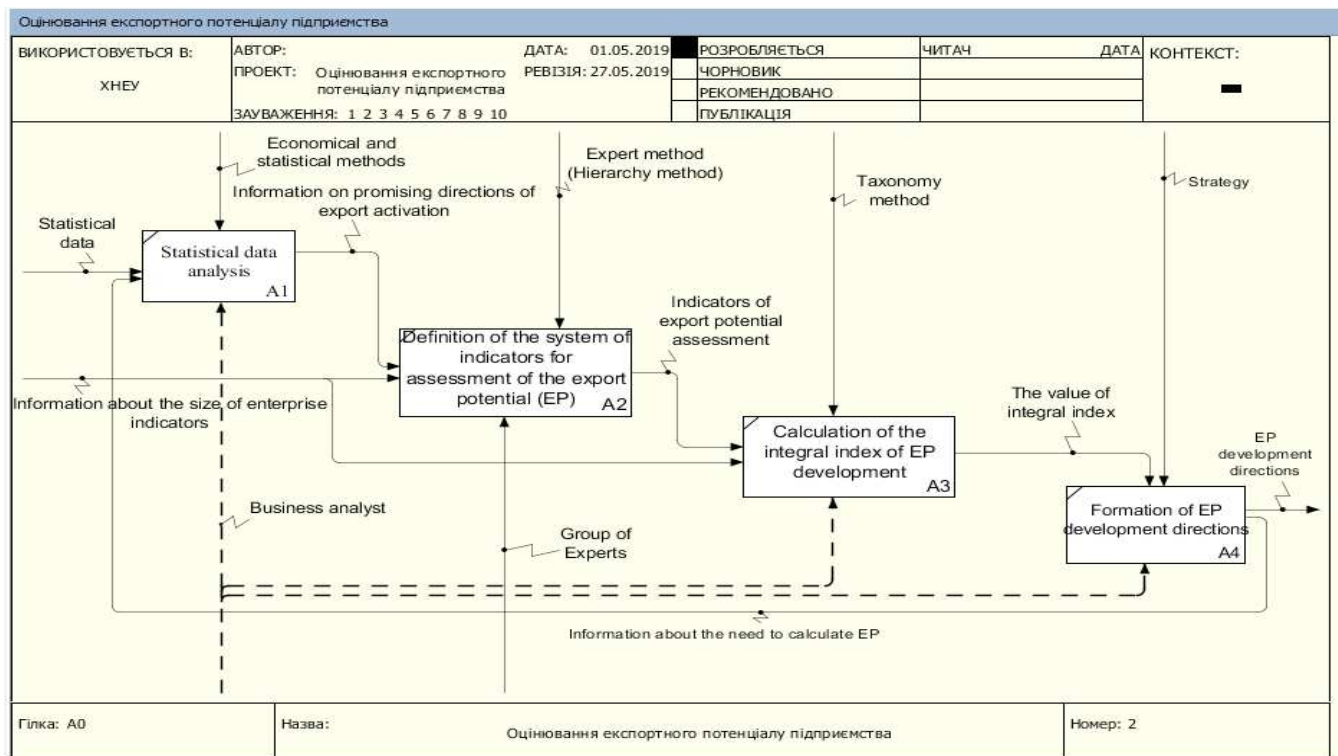 Оцінювання експортного потенціалу підприємства
ВИКОРИСТОВУЄТЬСЯ В:
ХНЕУ
АВТОР:
ДАТА: 01.05.2019
ПРОЕКТ: Оцінювання експортного
потенціалу підприємства
РЕВІЗІЯ: 27.05.2019
ЗАУВАЖЕННЯ: 1 2 3 4 5 6 7 8 9 10
РОЗРОБЛЯЄТЬСЯ
ЧОРНОВИК
РЕКОМЕНДОВАНО
ПУБЛІКАЦІЯ
ЧИТАЧ
ДАТА
КОНТЕКСТ:
Economical and
statistical methods
Expert method
(Hierarchy method)
Taxonomy
method
Strategy
Information on promising directions of
export activation
Statistical
data
Statistical data
analysis
A1
Indicators of
export potential
assessment
Definition of the system of
indicators for
assessment of the export
potential (EP)
A2
Information about the size of enterprise
indicators
The value of
integral index
Calculation of the
integral index of EP
development
A3
EP
development
directions
Formation of EP
development directions
A4
Business analyst
Group of
Experts
Information about the need to calculate EP
Гілка: A0
Назва:
Оцінювання експортного потенціалу підприємства
Номер: 2